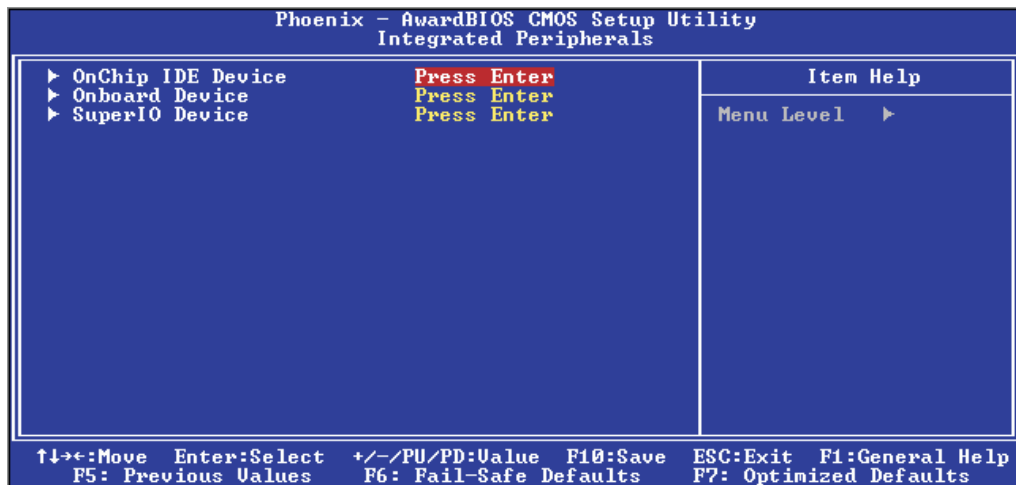 Phoenix - AwardBIOS CMOS Setup Utility
Integrated Peripherals
► OnChip IDE Device Press Enter
► Onboard Device Press Enter
► SuperIO Device Press Enter
Item Help
Menu Level ►
↑↓→←:Move Enter:Select +/-/PU/PD:Value F10:Save ESC:Exit F1:General Help
F5: Previous Values F6: Fail-Safe Defaults F7: Optimized Defaults